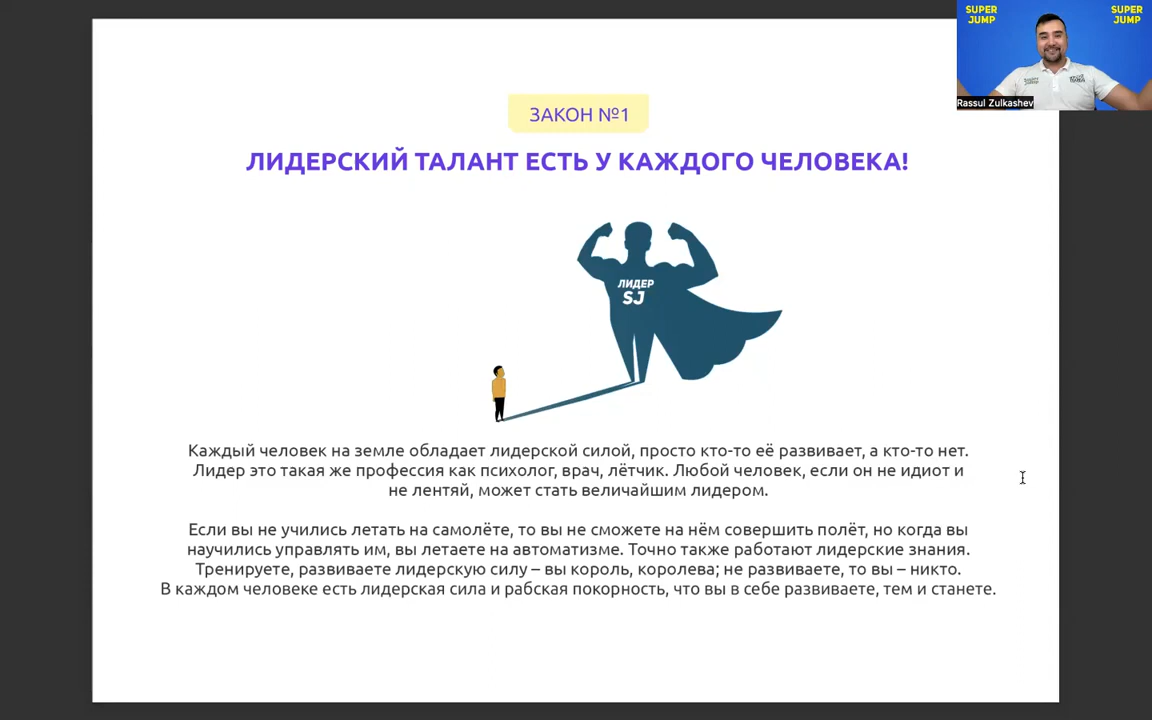 SUPER
JUMP
SUPER
JUMP
Rassul Zulkashev
ЗАКОН №1
ЛИДЕРСКИЙ ТАЛАНТ ЕСТЬ У КАЖДОГО ЧЕЛОВЕКА!
ЛИДЕР
SJ
Каждый человек на земле обладает лидерской силой, просто кто-то её развивает, а кто-то нет.
Лидер это такая же профессия как психолог, врач, лётчик. Любой человек, если он не идиот и
не лентяй, может стать величайшим лидером.
Если вы не учились летать на самолёте, то вы не сможете на нём совершить полёт, но когда вы
научились управлять им, вы летаете на автоматизме. Точно также работают лидерские знания.
Тренируете, развиваете лидерскую силу – вы король, королева; не развиваете, то вы – никто.
В каждом человеке есть лидерская сила и рабская покорность, что вы в себе развиваете, тем и станете.